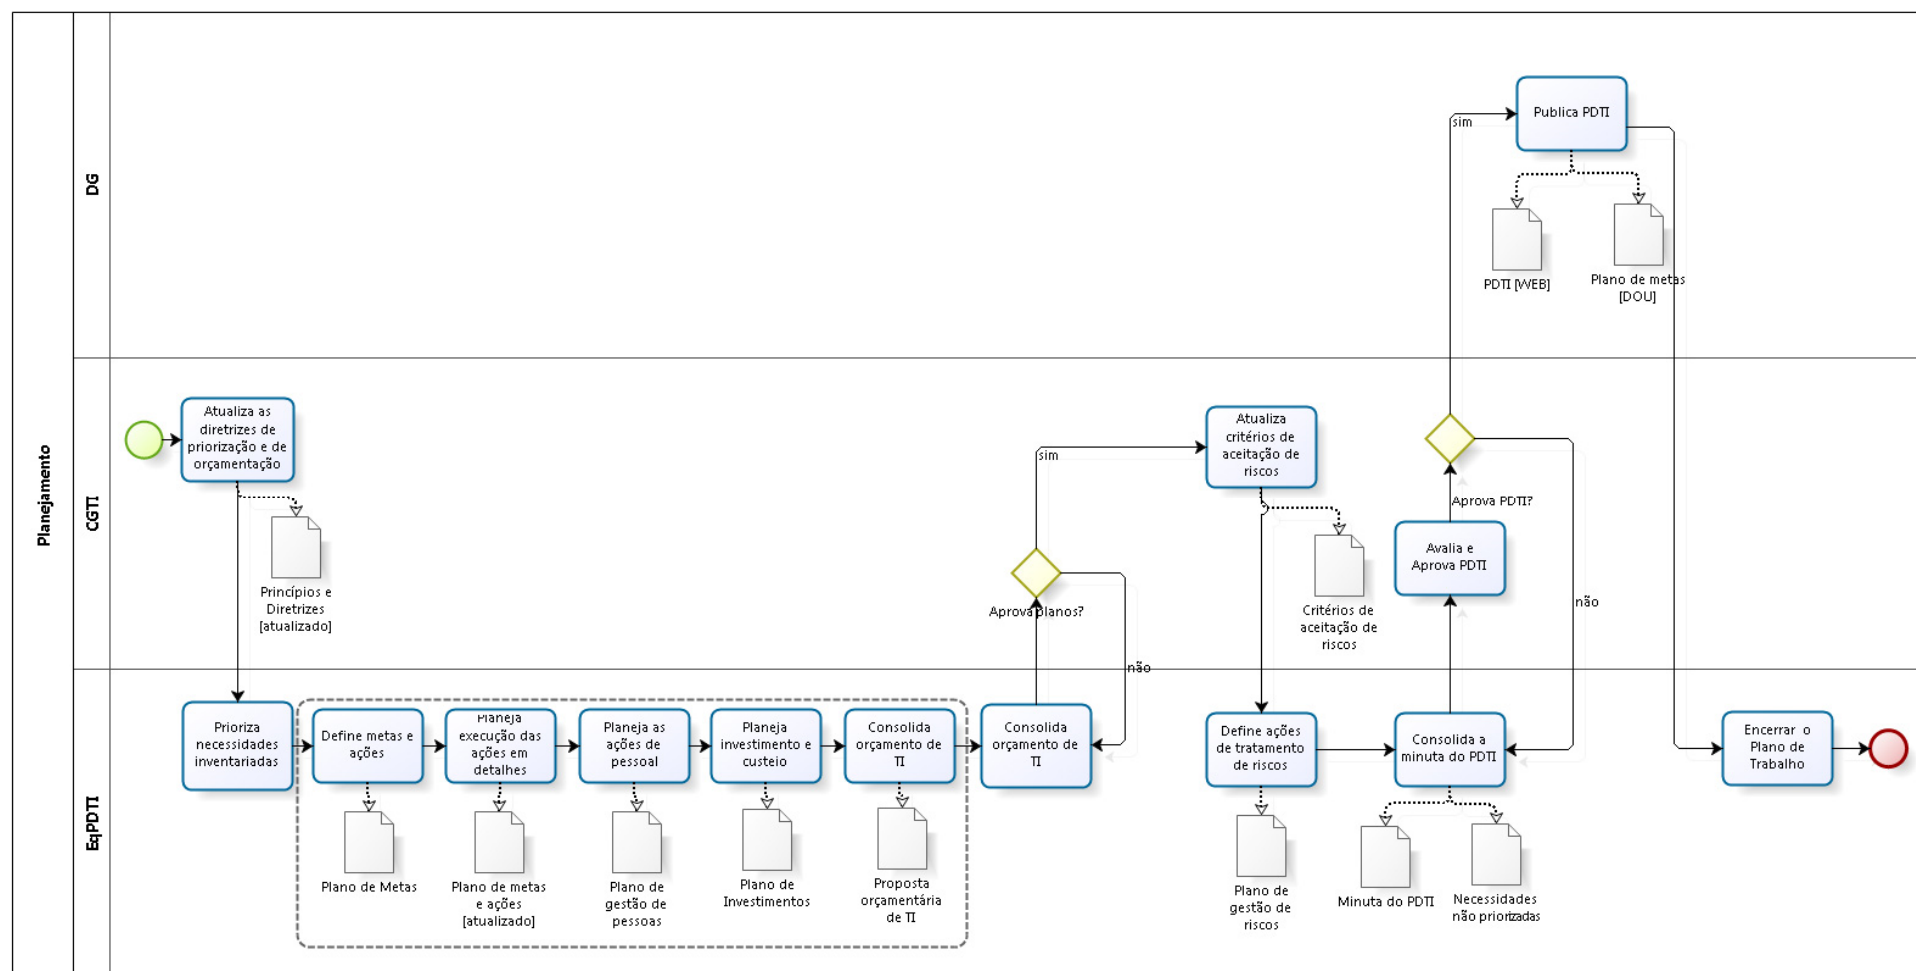 Planejamento
DG
Publica PDTI
sim
PDTI [WEB]
Plano de metas
[DOU]
CGTI
Atualiza as
diretrizes de
priorização e de
orçamentação
Princípios e
Diretrizes
[atualizado]
Aprova planos?
sim
não
Atualiza
critérios de
aceitação de
riscos
Critérios de
aceitação de
riscos
Aprova PDTI?
Avalia e
Aprova PDTI
não
EqPDTI
Prioriza
necessidades
inventariadas
Define metas e
ações
Plano de Metas
Planeja
execução das
ações em
detalhes
Plano de metas
e ações
[atualizado]
Planeja as
ações de
pessoal
Plano de
gestão de
pessoas
Planeja
investimento e
custeio
Plano de
Investimentos
Consolida
orçamento de
TI
Proposta
orçamentária
de TI
Consolida
orçamento de
TI
Define ações
de tratamento
de riscos
Plano de
gestão de
riscos
Consolida a
minuta do PDTI
Minuta do PDTI
Necessidades
não priorizadas
Encerrar o
Plano de
Trabalho